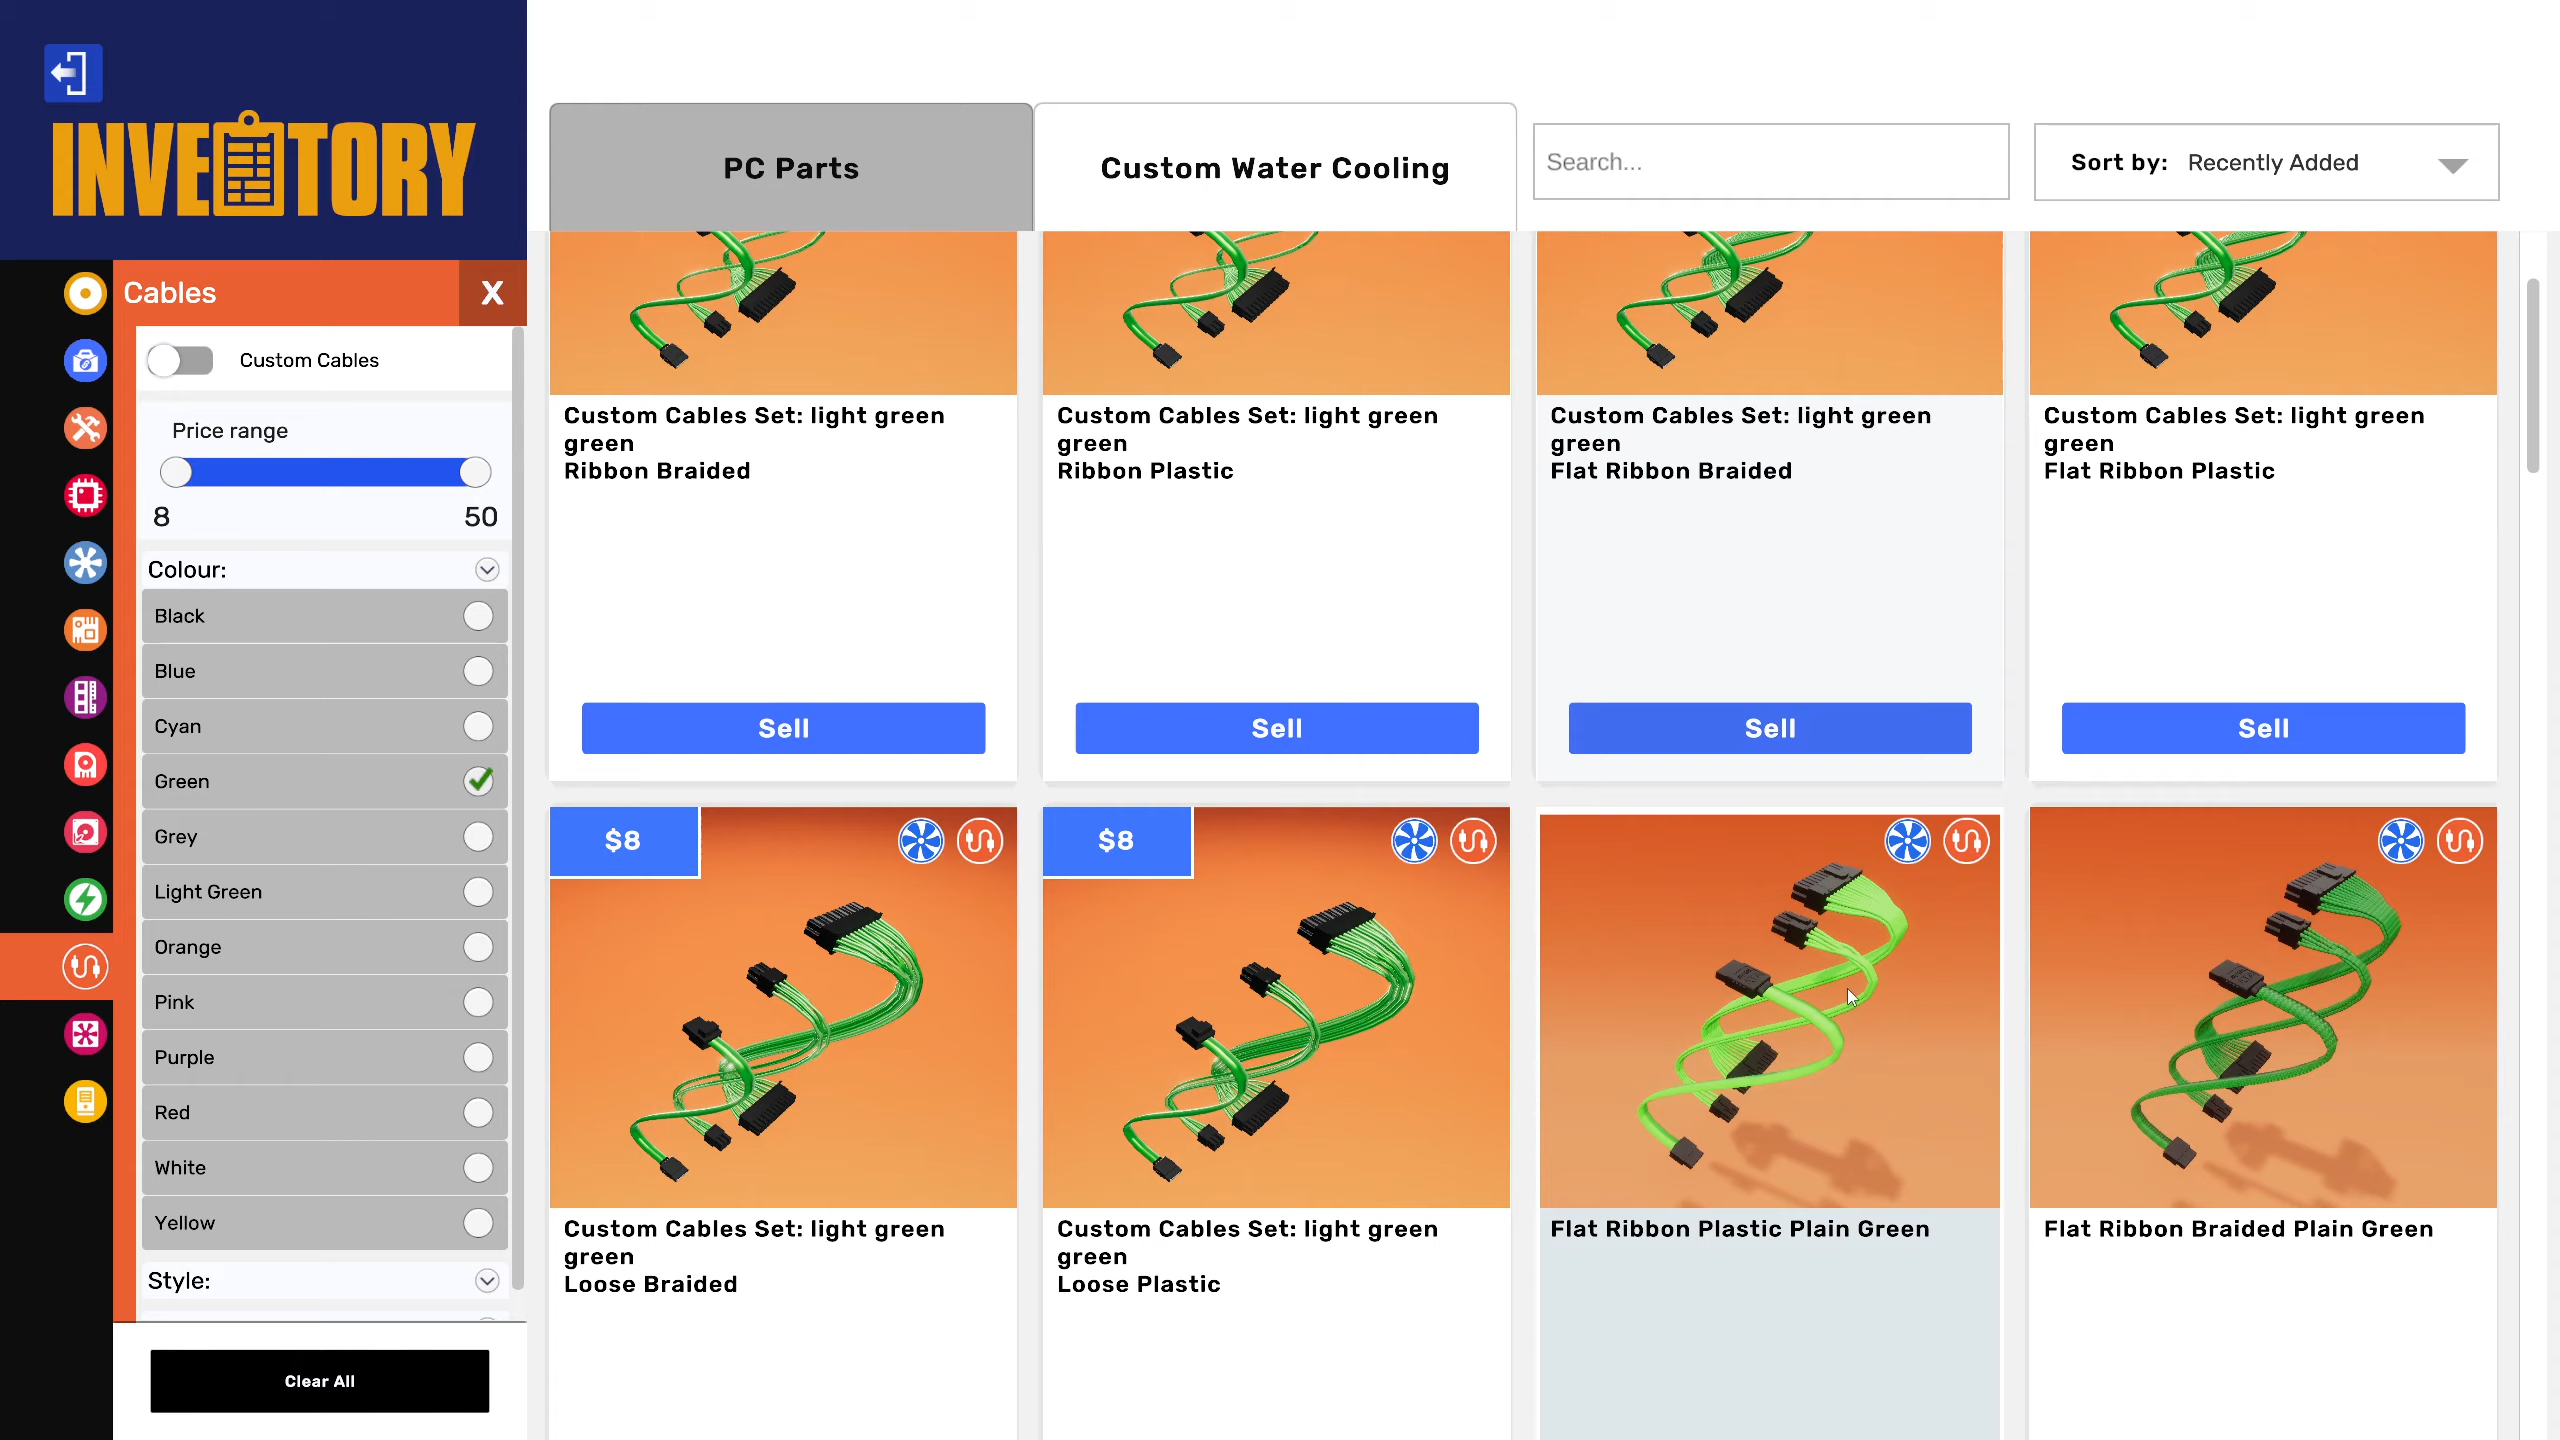 INVENTORY
PC Parts
Custom Water Cooling
Search...
Sort by: Recently Added
Cables
X
Custom Cables
Price range
8
50
Colour:
Black
Blue
Cyan
Green
Grey
Light Green
Orange
Pink
Purple
Red
White
Yellow
Style:
Clear All
Custom Cables Set: light green
green
Ribbon Braided
Sell
Custom Cables Set: light green
green
Ribbon Plastic
Sell
Custom Cables Set: light green
green
Flat Ribbon Braided
Sell
Custom Cables Set: light green
green
Flat Ribbon Plastic
Sell
$8
Custom Cables Set: light green
green
Loose Braided
$8
Custom Cables Set: light green
green
Loose Plastic
Flat Ribbon Plastic Plain Green
Flat Ribbon Braided Plain Green